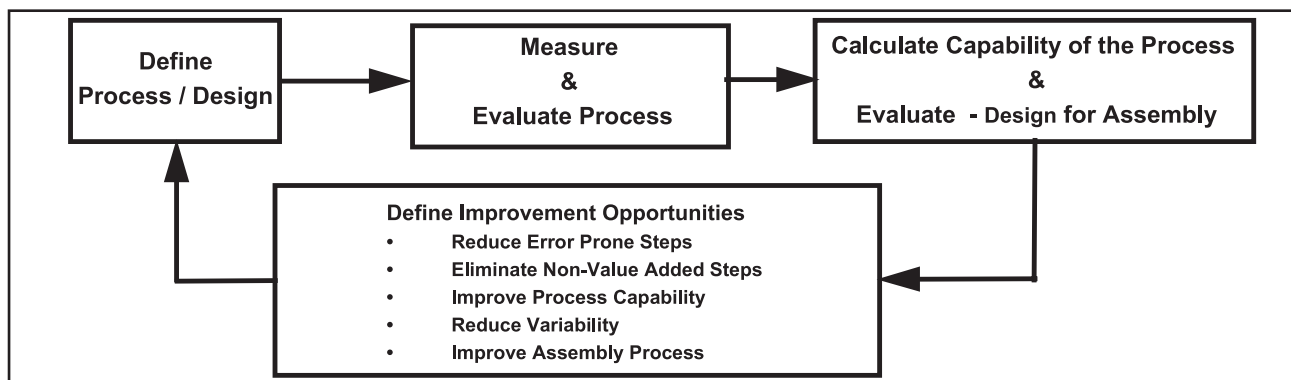 Define
Process / Design
Measure
&
Evaluate Process
Calculate Capability of the Process
&
Evaluate - Design for Assembly
Define Improvement Opportunities
• Reduce Error Prone Steps
• Eliminate Non-Value Added Steps
• Improve Process Capability
• Reduce Variability
• Improve Assembly Process